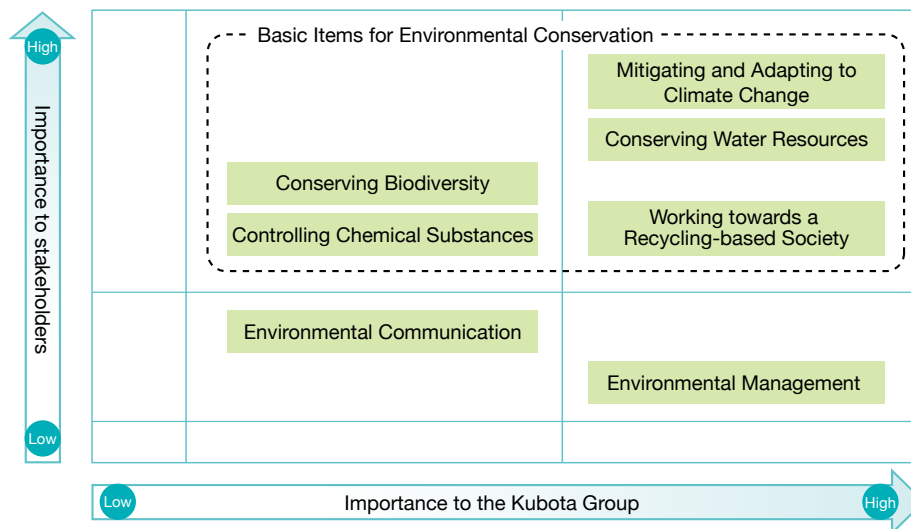 High
Importance to stakeholders
Low
Basic Items for Environmental Conservation
Mitigating and Adapting to
Climate Change
Conserving Water Resources
Conserving Biodiversity
Controlling Chemical Substances
Working towards a
Recycling-based Society
Environmental Communication
Environmental Management
Low
Importance to the Kubota Group
High